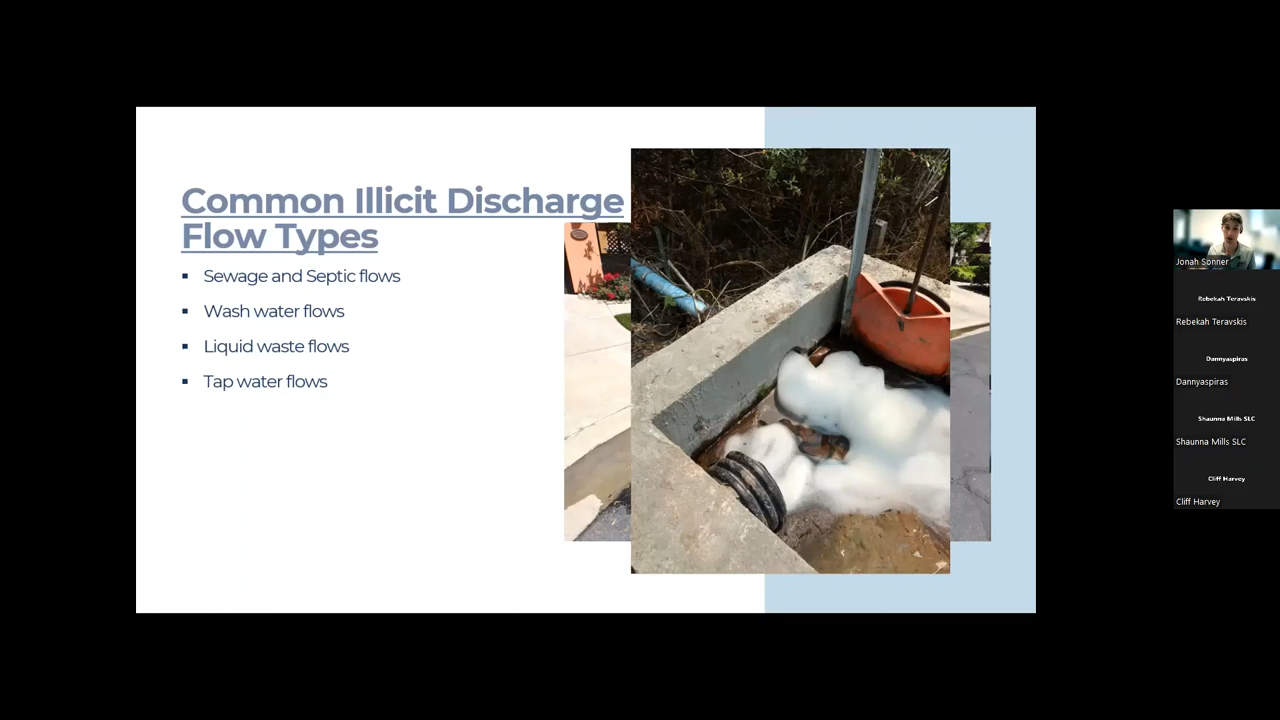 Common Illicit Discharge
Flow Types
▪ Sewage and Septic flows
▪ Wash water flows
▪ Liquid waste flows
▪ Tap water flows
Jonah Sonner
Rebekah Teravskis
Rebekah Teravskis
Dannyaspiras
Dannyaspiras
Shaunna Mills SLC
Shaunna Mills SLC
Cliff Harvey
Cliff Harvey